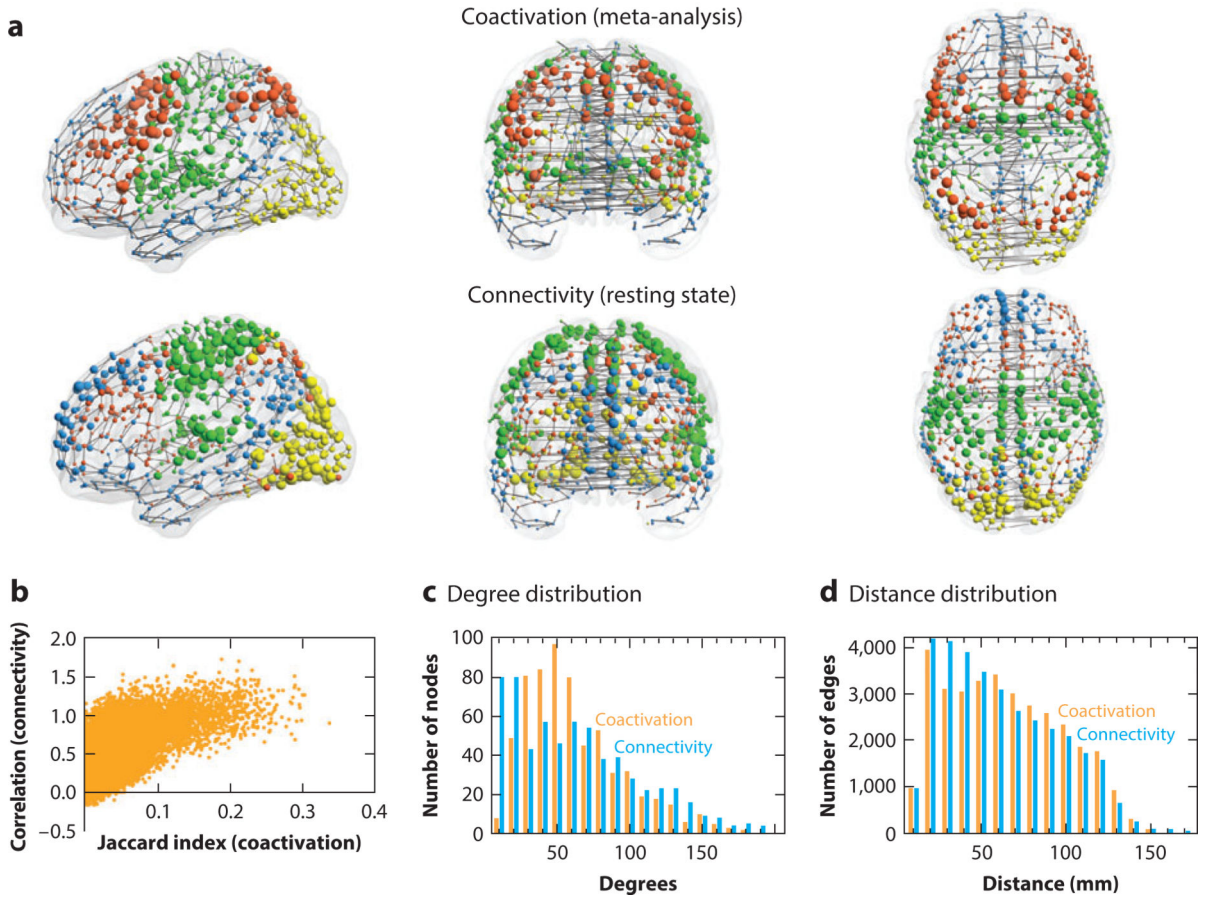 a
Coactivation (meta-analysis)
Connectivity (resting state)
b
Correlation (connectivity)
2.0
1.5
1.0
0.5
0.0
−0.5
0.1
0.2
0.3
0.4
Jaccard index (coactivation)
c Degree distribution
Number of nodes
100
80
60
40
20
0
Coactivation
Connectivity
50
100
150
Degrees
d Distance distribution
Number of edges
4,000
3,000
2,000
1,000
0
Coactivation
Connectivity
50
100
150
Distance (mm)